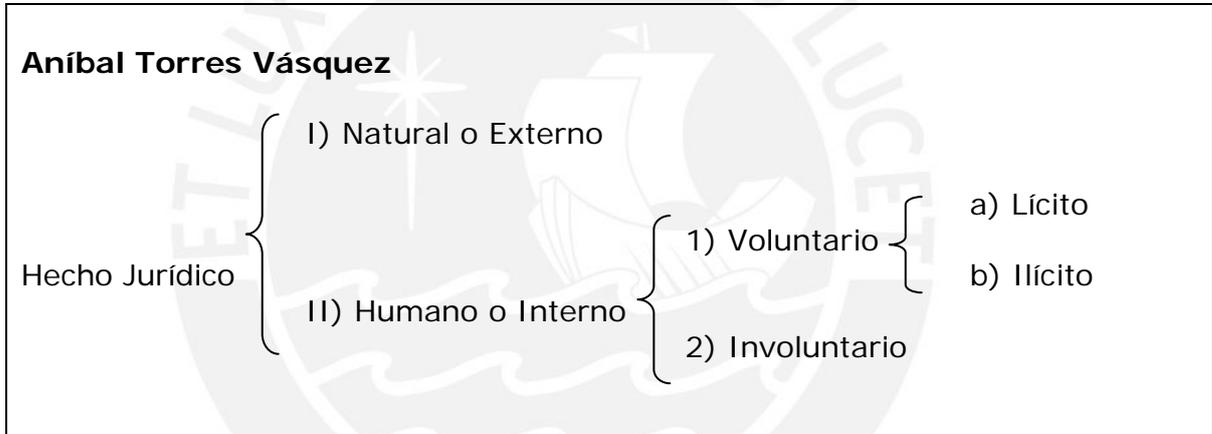 Aníbal Torres Vásquez
I) Natural o Externo
Hecho Jurídico
II) Humano o Interno
1) Voluntario
a) Lícito
b) Ilícito
2) Involuntario